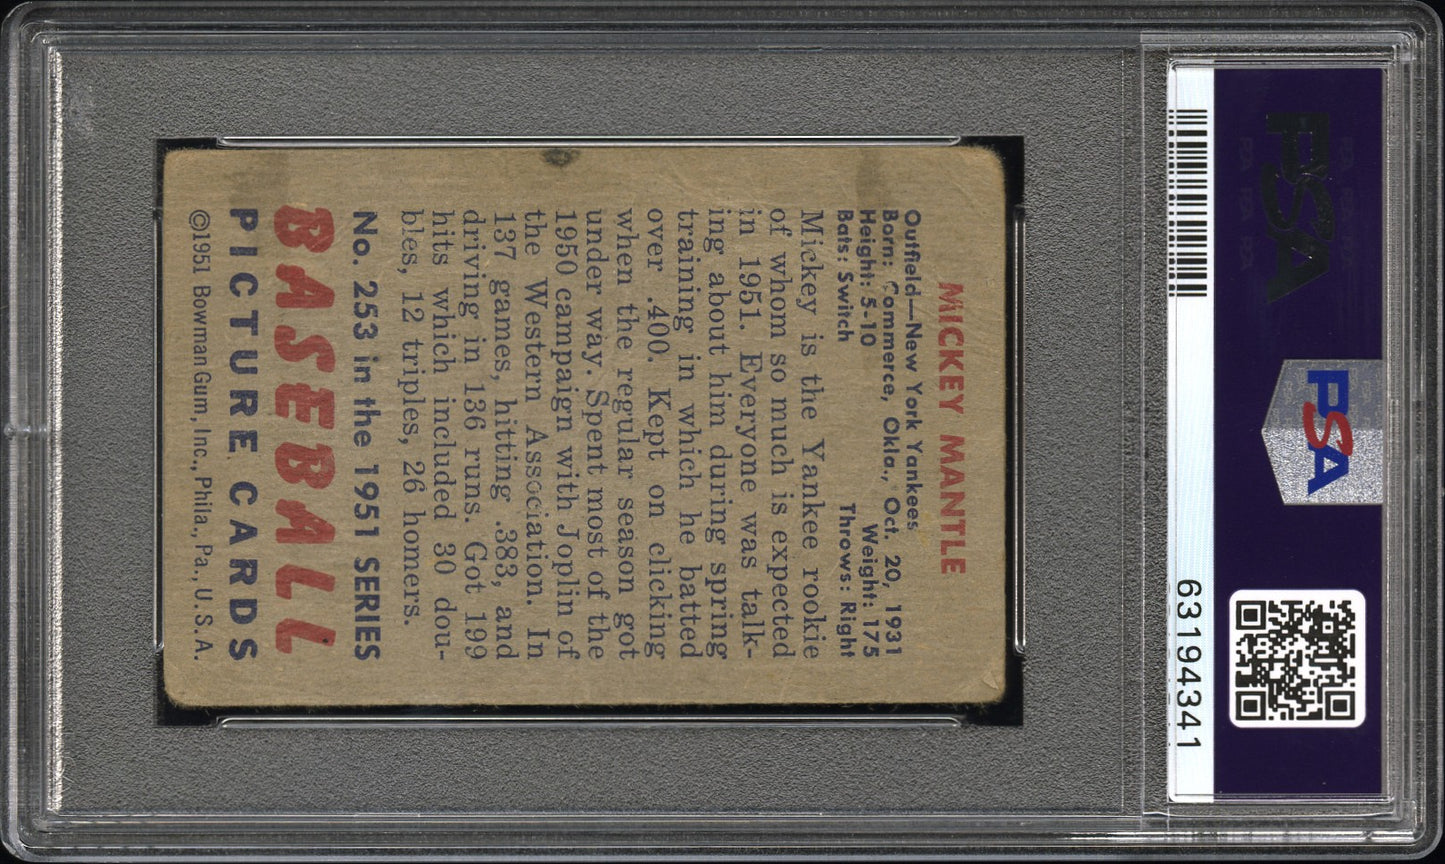 MICKEY MANTLE
Outfield—New York Yankees
Born: Commerce, Okla., Oct. 20, 1931
Height: 5-10 Weight: 175
Bats: Switch Throws: Right
Mickey is the Yankee rookie
of whom so much is expected
in 1951. Everyone was talk-
ing about him during spring
training in which he batted
over .400. Kept on clicking
when the regular season got
under way. Spent most of the
1950 campaign with Joplin of
the Western Association. In
137 games, hitting .383, and
driving in 136 runs. Got 199
hits which included 30 dou-
bles, 12 triples, 26 homers.
No. 253 in the 1951 SERIES
BASEBALL
PICTURE CARDS
©1951 Bowman Gum, Inc., Phila., Pa., U.S.A.
PSA
PSA
63194341